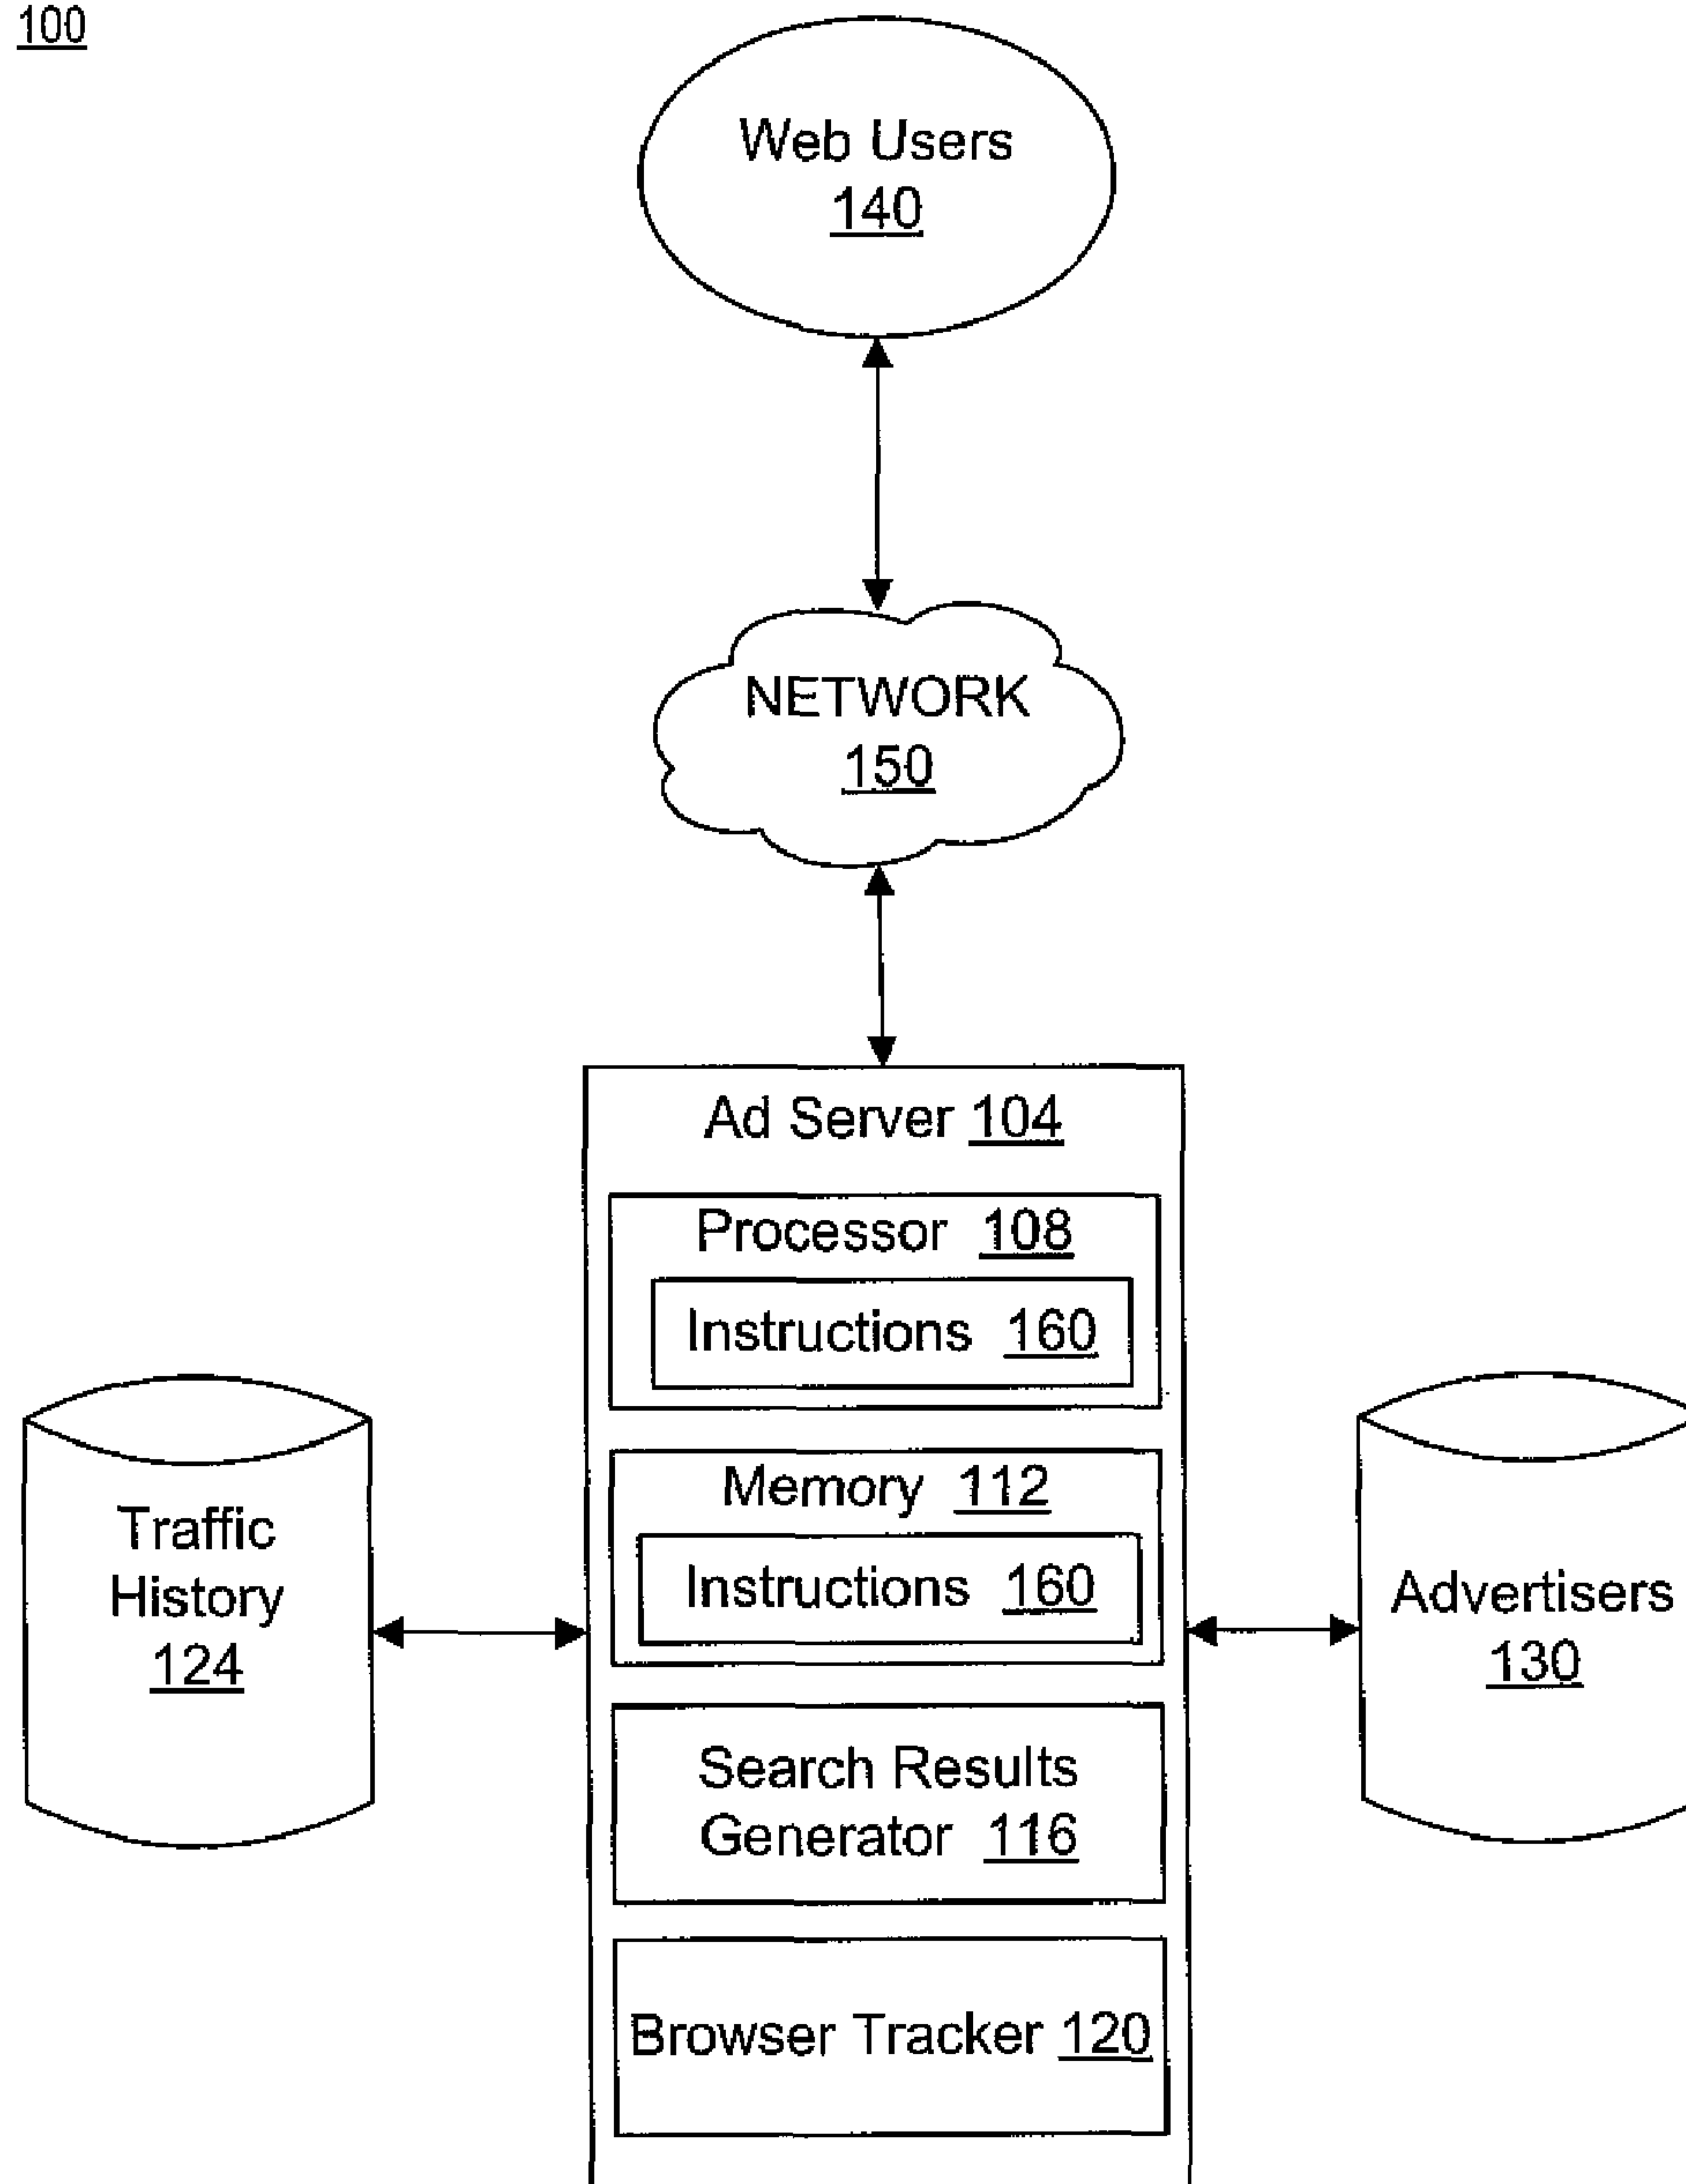 100
Web Users
140
NETWORK
150
Ad Server 104
Processor 108
Instructions 160
Memory 112
Instructions 160
Search Results
Generator 116
Browser Tracker 120
Traffic
History
124
Advertisers
130